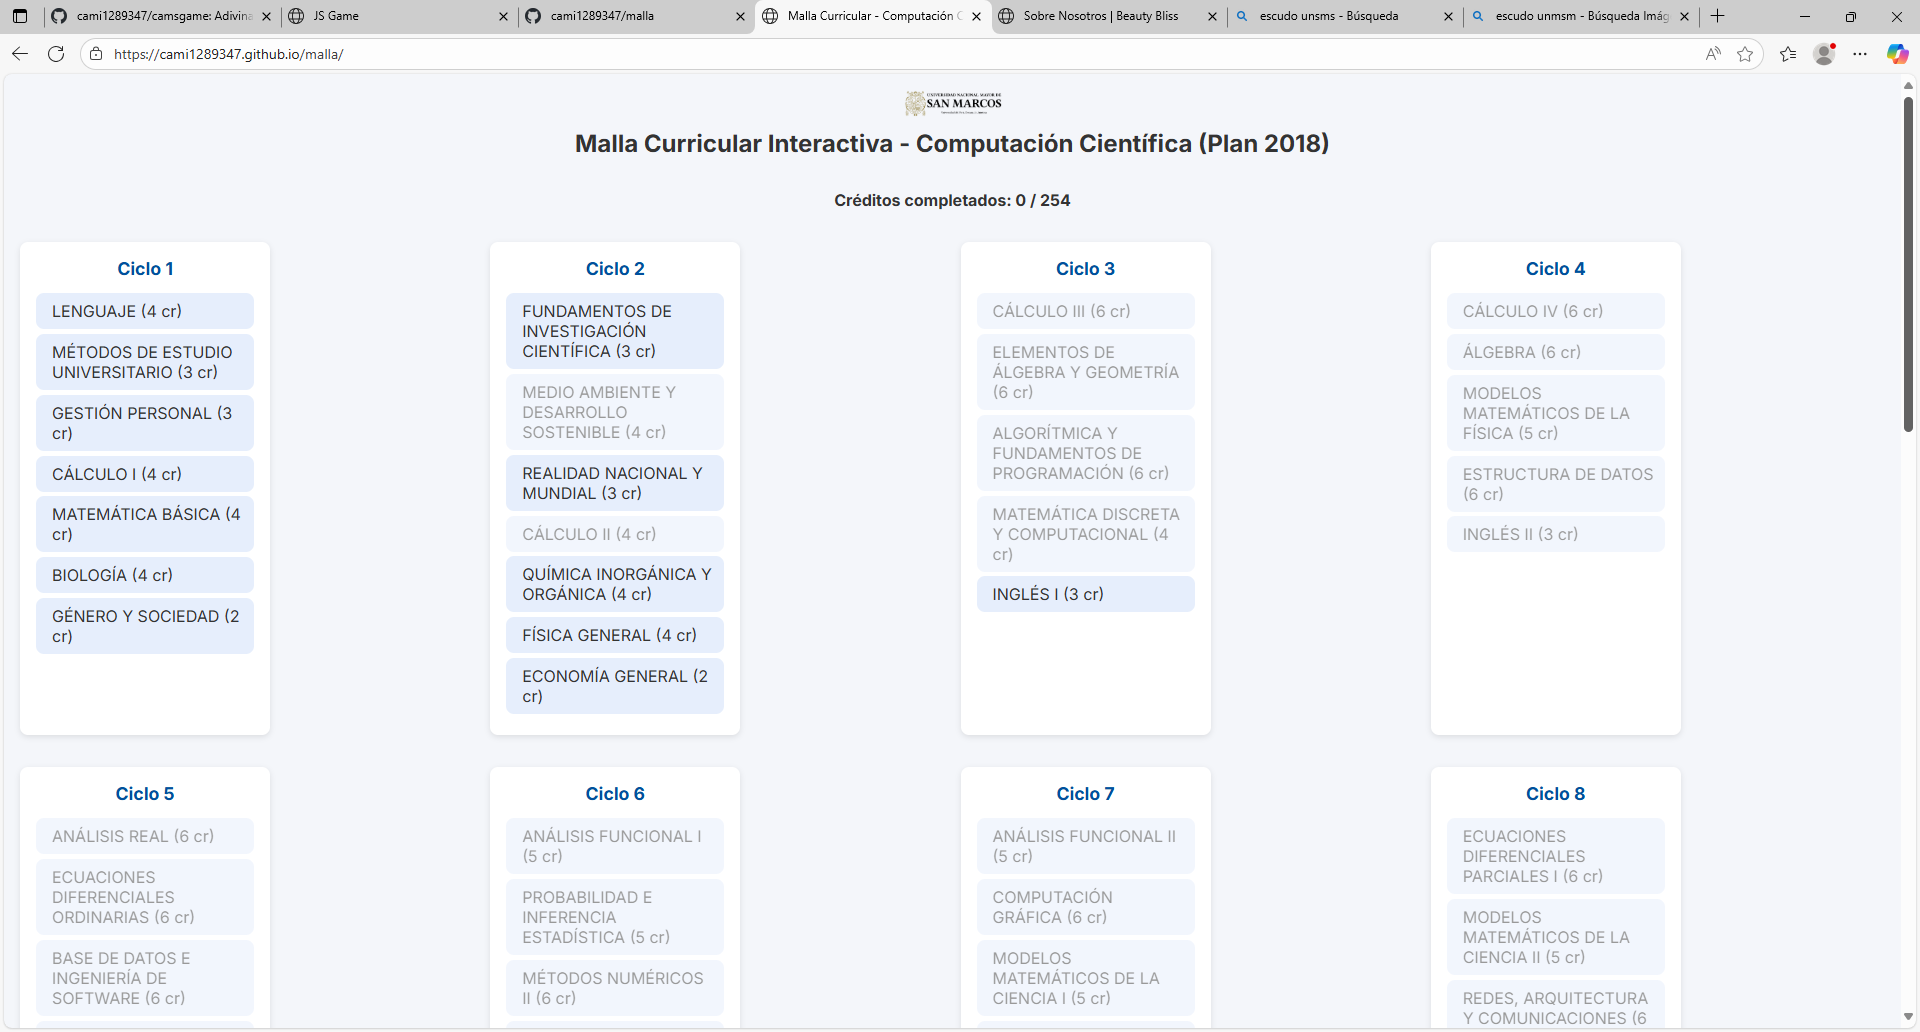 cami1289347/camsgame: Adivina
JS Game
cami1289347/malla
Malla Curricular - Computación C
Sobre Nosotros | Beauty Bliss
escudo unsms - Búsqueda
escudo unmsm - Búsqueda Imág
https://cami1289347.github.io/malla/
UNIVERSIDAD NACIONAL MAYOR DE
SAN MARCOS
Malla Curricular Interactiva - Computación Científica (Plan 2018)
Créditos completados: 0 / 254
Ciclo 1
LENGUAJE (4 cr)
MÉTODOS DE ESTUDIO
UNIVERSITARIO (3 cr)
GESTIÓN PERSONAL (3
cr)
CÁLCULO I (4 cr)
MATEMÁTICA BÁSICA (4
cr)
BIOLOGÍA (4 cr)
GÉNERO Y SOCIEDAD (2
cr)
Ciclo 2
FUNDAMENTOS DE
INVESTIGACIÓN
CIENTÍFICA (3 cr)
MEDIO AMBIENTE Y
DESARROLLO
SOSTENIBLE (4 cr)
REALIDAD NACIONAL Y
MUNDIAL (3 cr)
CÁLCULO II (4 cr)
QUÍMICA INORGÁNICA Y
ORGÁNICA (4 cr)
FÍSICA GENERAL (4 cr)
ECONOMÍA GENERAL (2
cr)
Ciclo 3
CÁLCULO III (6 cr)
ELEMENTOS DE
ÁLGEBRA Y GEOMETRÍA
(6 cr)
ALGORÍTMICA Y
FUNDAMENTOS DE
PROGRAMACIÓN (6 cr)
MATEMÁTICA DISCRETA
Y COMPUTACIONAL (4
cr)
INGLÉS I (3 cr)
Ciclo 4
CÁLCULO IV (6 cr)
ÁLGEBRA (6 cr)
MODELOS
MATEMÁTICOS DE LA
FÍSICA (5 cr)
ESTRUCTURA DE DATOS
(6 cr)
INGLÉS II (3 cr)
Ciclo 5
ANÁLISIS REAL (6 cr)
ECUACIONES
DIFERENCIALES
ORDINARIAS (6 cr)
BASE DE DATOS E
INGENIERÍA DE
SOFTWARE (6 cr)
Ciclo 6
ANÁLISIS FUNCIONAL I
(5 cr)
PROBABILIDAD E
INFERENCIA
ESTADÍSTICA (5 cr)
MÉTODOS NUMÉRICOS
II (6 cr)
Ciclo 7
ANÁLISIS FUNCIONAL II
(5 cr)
COMPUTACIÓN
GRÁFICA (6 cr)
MODELOS
MATEMÁTICOS DE LA
CIENCIA I (5 cr)
Ciclo 8
ECUACIONES
DIFERENCIALES
PARCIALES I (6 cr)
MODELOS
MATEMÁTICOS DE LA
CIENCIA II (5 cr)
REDES, ARQUITECTURA
Y COMUNICACIONES (6